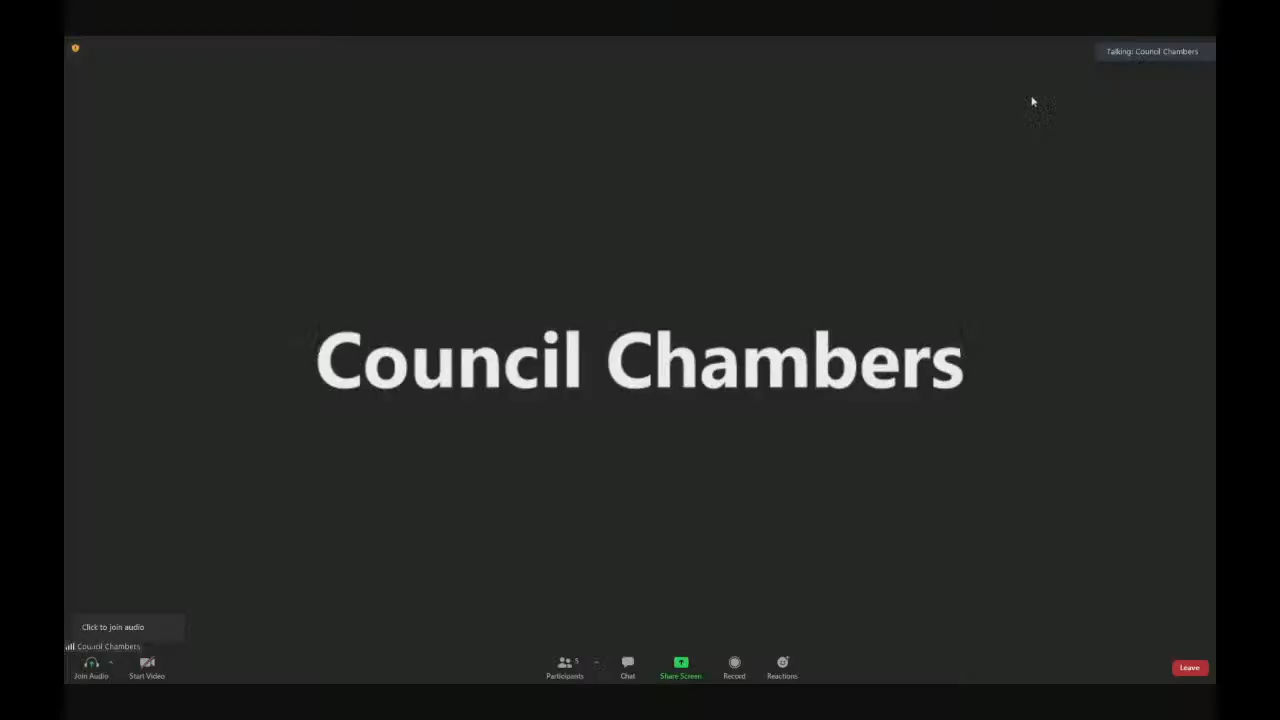 Talking: Council Chambers
Council Chambers
Click to join audio
Council Chambers
5
Join Audio Start Video Participants Chat Share Screen Record Reactions Leave